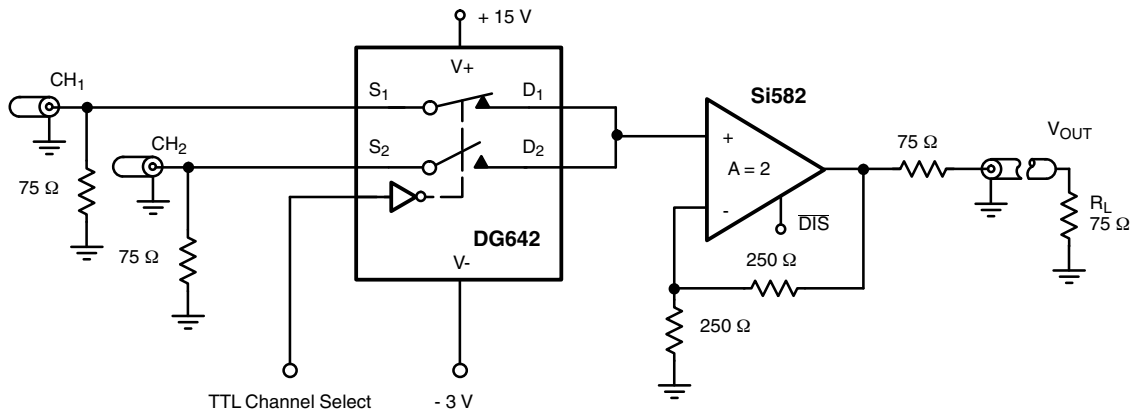 + 15 V
V+
CH1
S1
D1
CH2
S2
D2
75 Ω
75 Ω
DG642
V-
TTL Channel Select
- 3 V
Si582
+
A = 2
-
DIS
75 Ω
VOUT
RL
75 Ω
250 Ω
250 Ω